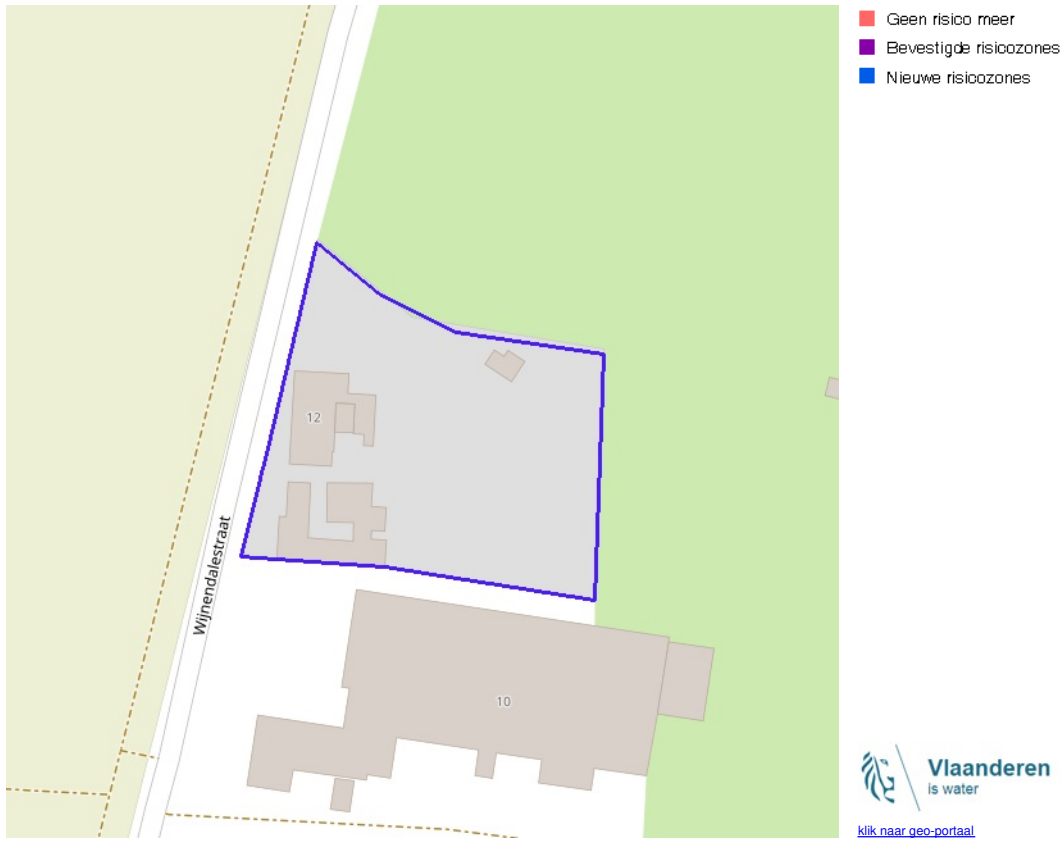 Geen risico meer
Bevestigde risicozones
Nieuwe risicozones
12
Wijnendalestraat
10
Vlaanderen
is water
klik naar geo-portaal